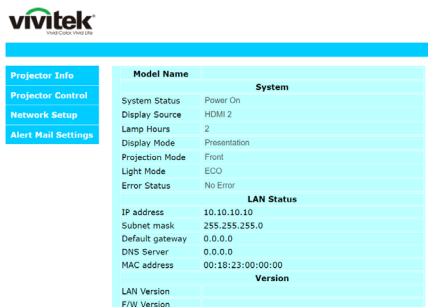 vivitek
Vivid Color, Vivid Life
Projector Info
Projector Control
Network Setup
Alert Mail Settings
Model Name
System
System Status Power On
Display Source HDMI 2
Lamp Hours 2
Display Mode Presentation
Projection Mode Front
Light Mode ECO
Error Status No Error
LAN Status
IP address 10.10.10.10
Subnet mask 255.255.255.0
Default gateway 0.0.0.0
DNS Server 0.0.0.0
MAC address 00:18:23:00:00:00
Version
LAN Version
F/W Version